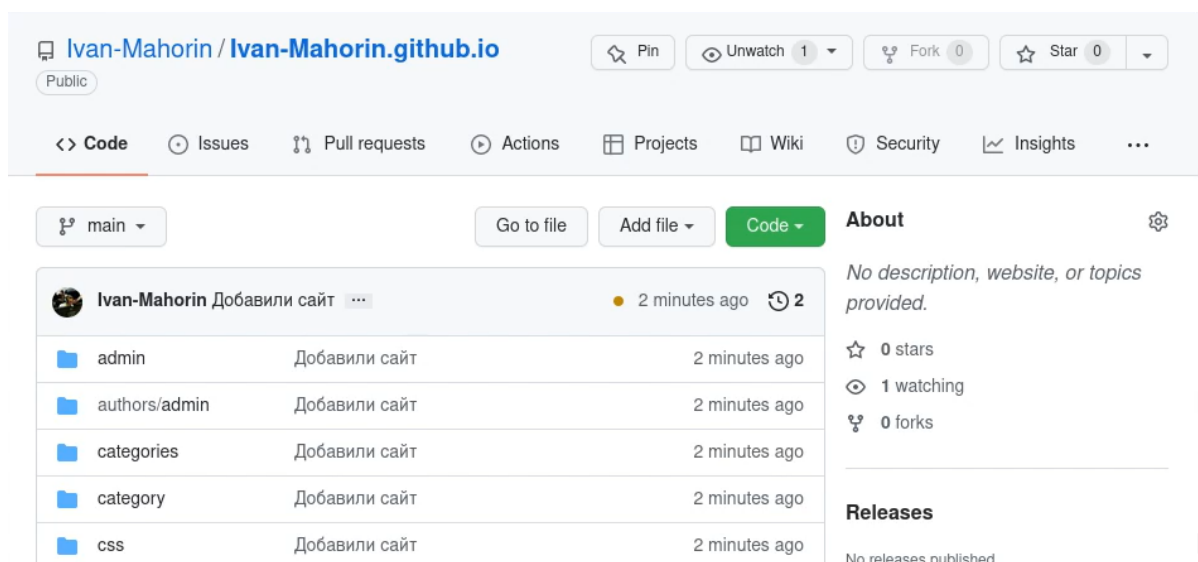 Ivan-Mahorin / Ivan-Mahorin.github.io
Public
Pin
Unwatch 1
Fork 0
Star 0
Code
Issues
Pull requests
Actions
Projects
Wiki
Security
Insights
...
main
Go to file
Add file
Code
Ivan-Mahorin Добавили сайт ...
2 minutes ago
2
admin Добавили сайт 2 minutes ago
authors/admin Добавили сайт 2 minutes ago
categories Добавили сайт 2 minutes ago
category Добавили сайт 2 minutes ago
css Добавили сайт 2 minutes ago
About
No description, website, or topics
provided.
0 stars
1 watching
0 forks
Releases
No releases published